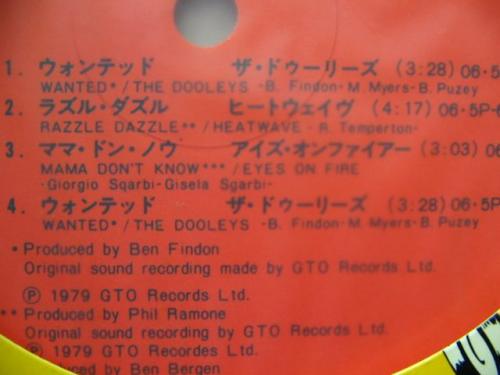 1. ウォンテッド ザ・ドゥーリーズ (3:28) 06·5
WANTED* / THE DOOLEYS -B. Findon- M. Myers-B. Puzey
2. ラズル・ダズル ヒートウェイヴ (4:17) 06·5P-
RAZZLE DAZZLE** / HEATWAVE - R. Temperton·
3. ママ・ドン・ノウ アイズ・オンファイアー (3:03) 06
MAMA DON'T KNOW*** / EYES ON FIRE
·Giorgio Sqarbi-Gisela Sgarbi·
4. ウォンテッド ザ・ドゥーリーズ (3:28) 06·5P
WANTED* / THE DOOLEYS -B. Findon- M. Myers-B. Puzey
* Produced by Ben Findon
Original sound recording made by GTO Records Ltd.
Ⓟ 1979 GTO Records Ltd.
** Produced by Phil Ramone
Original sound recording by GTO Recordes Ltd.
Ⓟ 1979 GTO Records Ltd.
Produced by Ben Bergen